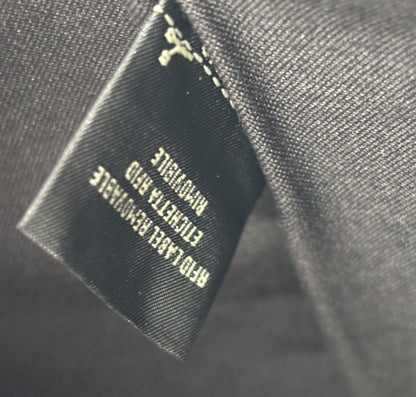 RFID LABEL REMOVABLE
ETICHETTA RFID
RIMOVIBILE